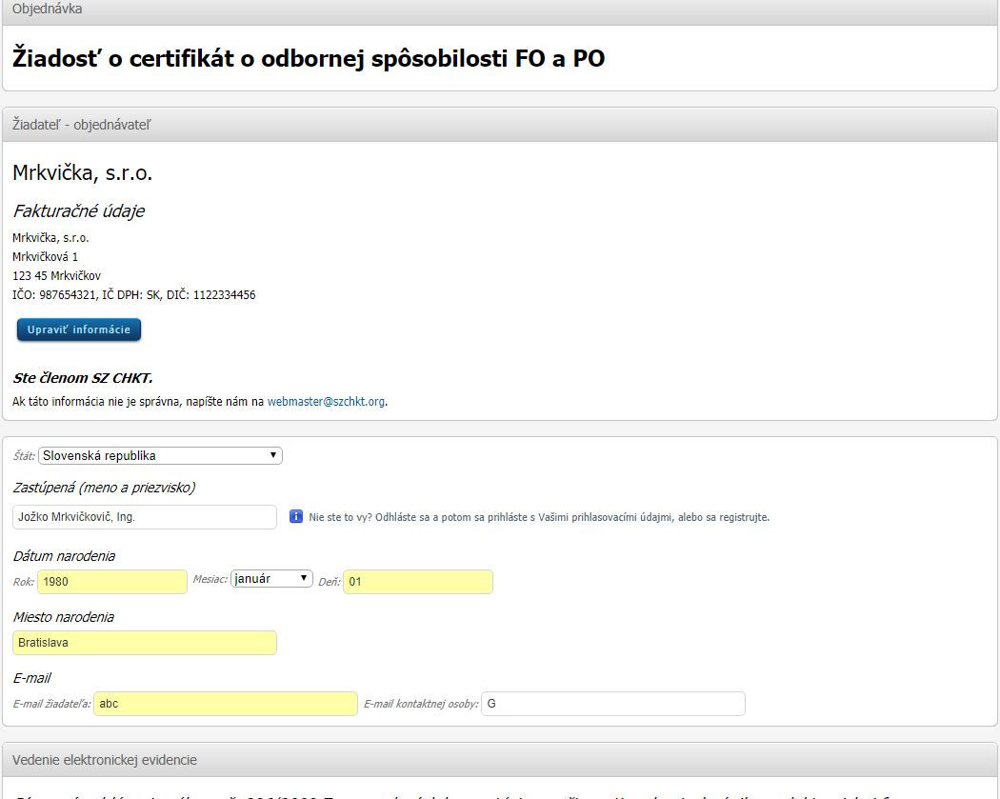 Objednávka
Žiadosť o certifikát o odbornej spôsobilosti FO a PO
Žiadateľ - objednávateľ
Mrkvička, s.r.o.
Fakturačné údaje
Mrkvička, s.r.o.
Mrkvičková 1
123 45 Mrkvičkov
IČO: 987654321, IČ DPH: SK, DIČ: 1122334456
Upraviť informácie
Ste členom SZ CHKT.
Ak táto informácia nie je správna, napíšte nám na webmaster@szchkt.org.
Štát: Slovenská republika
Zastúpená (meno a priezvisko)
Jožko Mrkvičkovič, Ing. Nie ste to vy? Odhláste sa a potom sa prihláste s Vašimi prihlasovacími údajmi, alebo sa registrujte.
Dátum narodenia
Rok: 1980 Mesiac: január Deň: 01
Miesto narodenia
Bratislava
E-mail
E-mail žiadateľa: abc E-mail kontaktnej osoby: G
Vedenie elektronickej evidencie